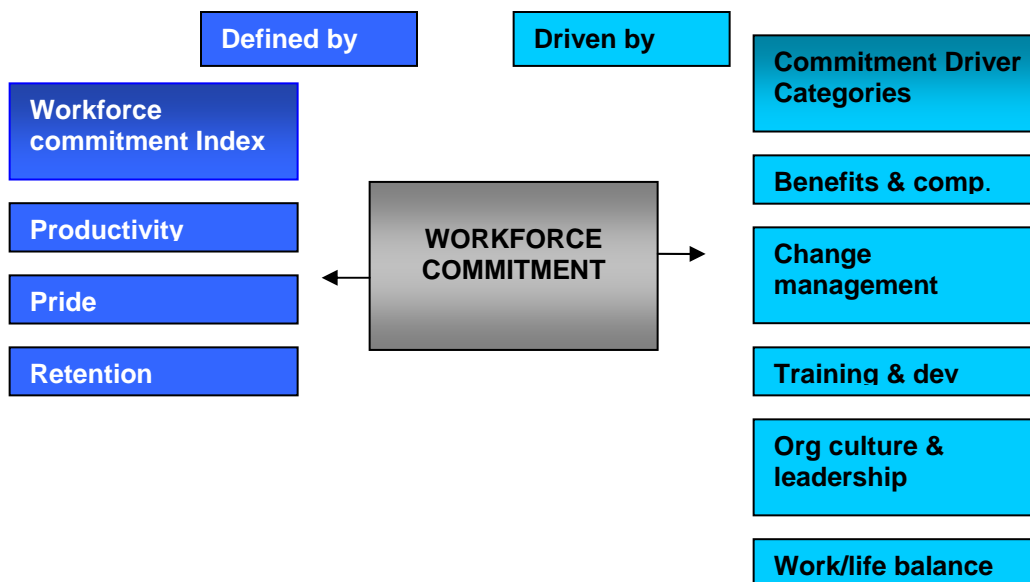 Defined by
Driven by
Workforce
commitment Index
Productivity
Pride
Retention
WORKFORCE
COMMITMENT
Commitment Driver
Categories
Benefits & comp.
Change
management
Training & dev
Org culture &
leadership
Work/life balance